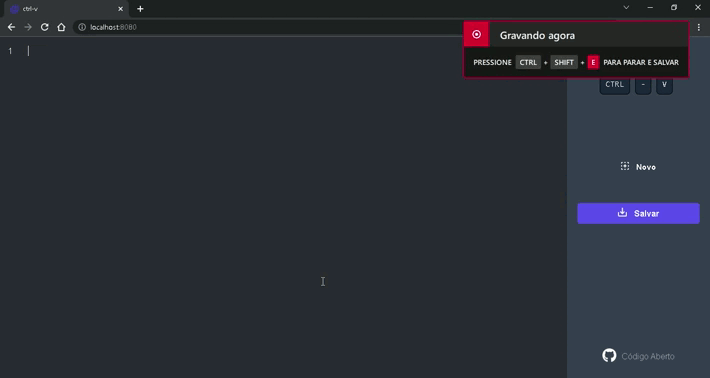 ctrl-v
localhost:8080
Gravando agora
PRESSIONE CTRL + SHIFT + E PARA PARAR E SALVAR
1
CTRL - V
Novo
Salvar
Código Aberto